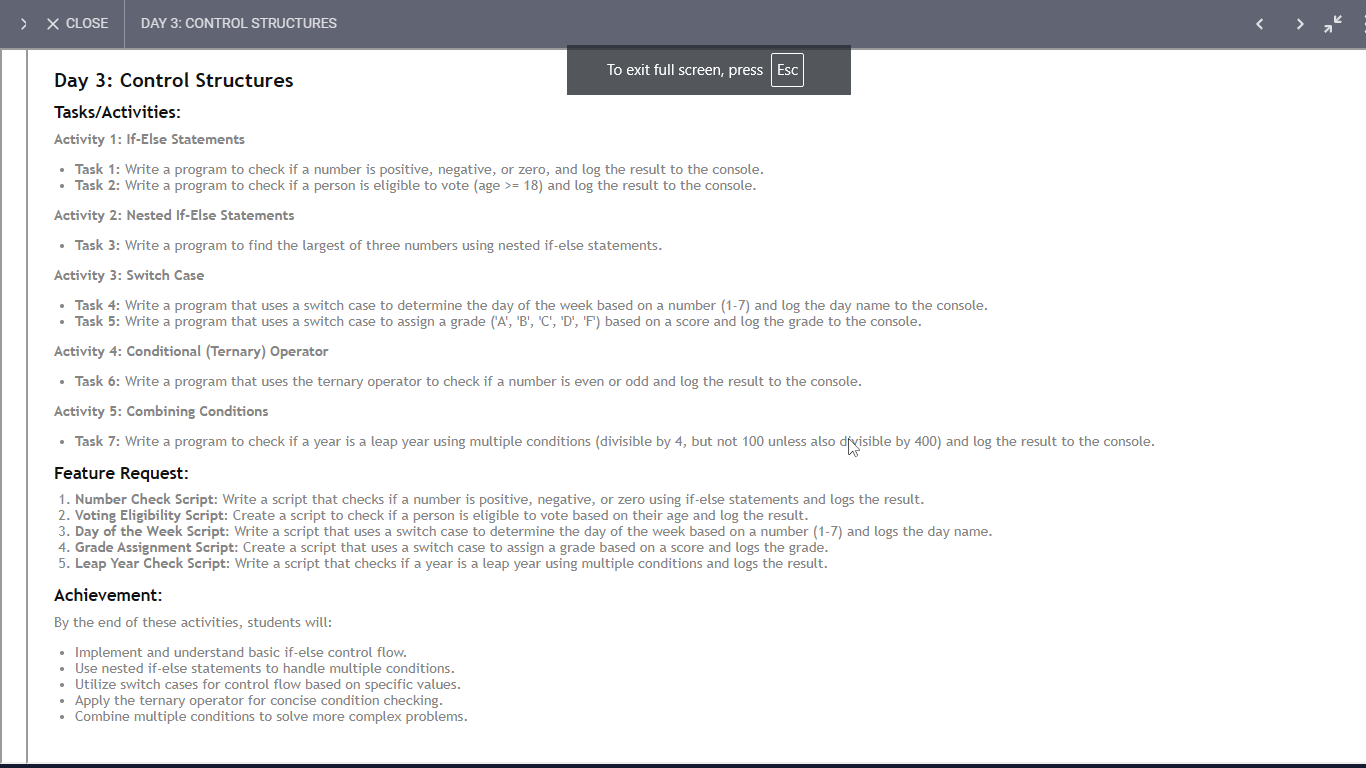 CLOSE
DAY 3: CONTROL STRUCTURES
To exit full screen, press Esc
Day 3: Control Structures
Tasks/Activities:
Activity 1: If-Else Statements
• Task 1: Write a program to check if a number is positive, negative, or zero, and log the result to the console.
• Task 2: Write a program to check if a person is eligible to vote (age >= 18) and log the result to the console.
Activity 2: Nested If-Else Statements
• Task 3: Write a program to find the largest of three numbers using nested if-else statements.
Activity 3: Switch Case
• Task 4: Write a program that uses a switch case to determine the day of the week based on a number (1-7) and log the day name to the console.
• Task 5: Write a program that uses a switch case to assign a grade ('A', 'B', 'C', 'D', 'F') based on a score and log the grade to the console.
Activity 4: Conditional (Ternary) Operator
• Task 6: Write a program that uses the ternary operator to check if a number is even or odd and log the result to the console.
Activity 5: Combining Conditions
• Task 7: Write a program to check if a year is a leap year using multiple conditions (divisible by 4, but not 100 unless also divisible by 400) and log the result to the console.
Feature Request:
1. Number Check Script: Write a script that checks if a number is positive, negative, or zero using if-else statements and logs the result.
2. Voting Eligibility Script: Create a script to check if a person is eligible to vote based on their age and log the result.
3. Day of the Week Script: Write a script that uses a switch case to determine the day of the week based on a number (1-7) and logs the day name.
4. Grade Assignment Script: Create a script that uses a switch case to assign a grade based on a score and logs the grade.
5. Leap Year Check Script: Write a script that checks if a year is a leap year using multiple conditions and logs the result.
Achievement:
By the end of these activities, students will:
• Implement and understand basic if-else control flow.
• Use nested if-else statements to handle multiple conditions.
• Utilize switch cases for control flow based on specific values.
• Apply the ternary operator for concise condition checking.
• Combine multiple conditions to solve more complex problems.